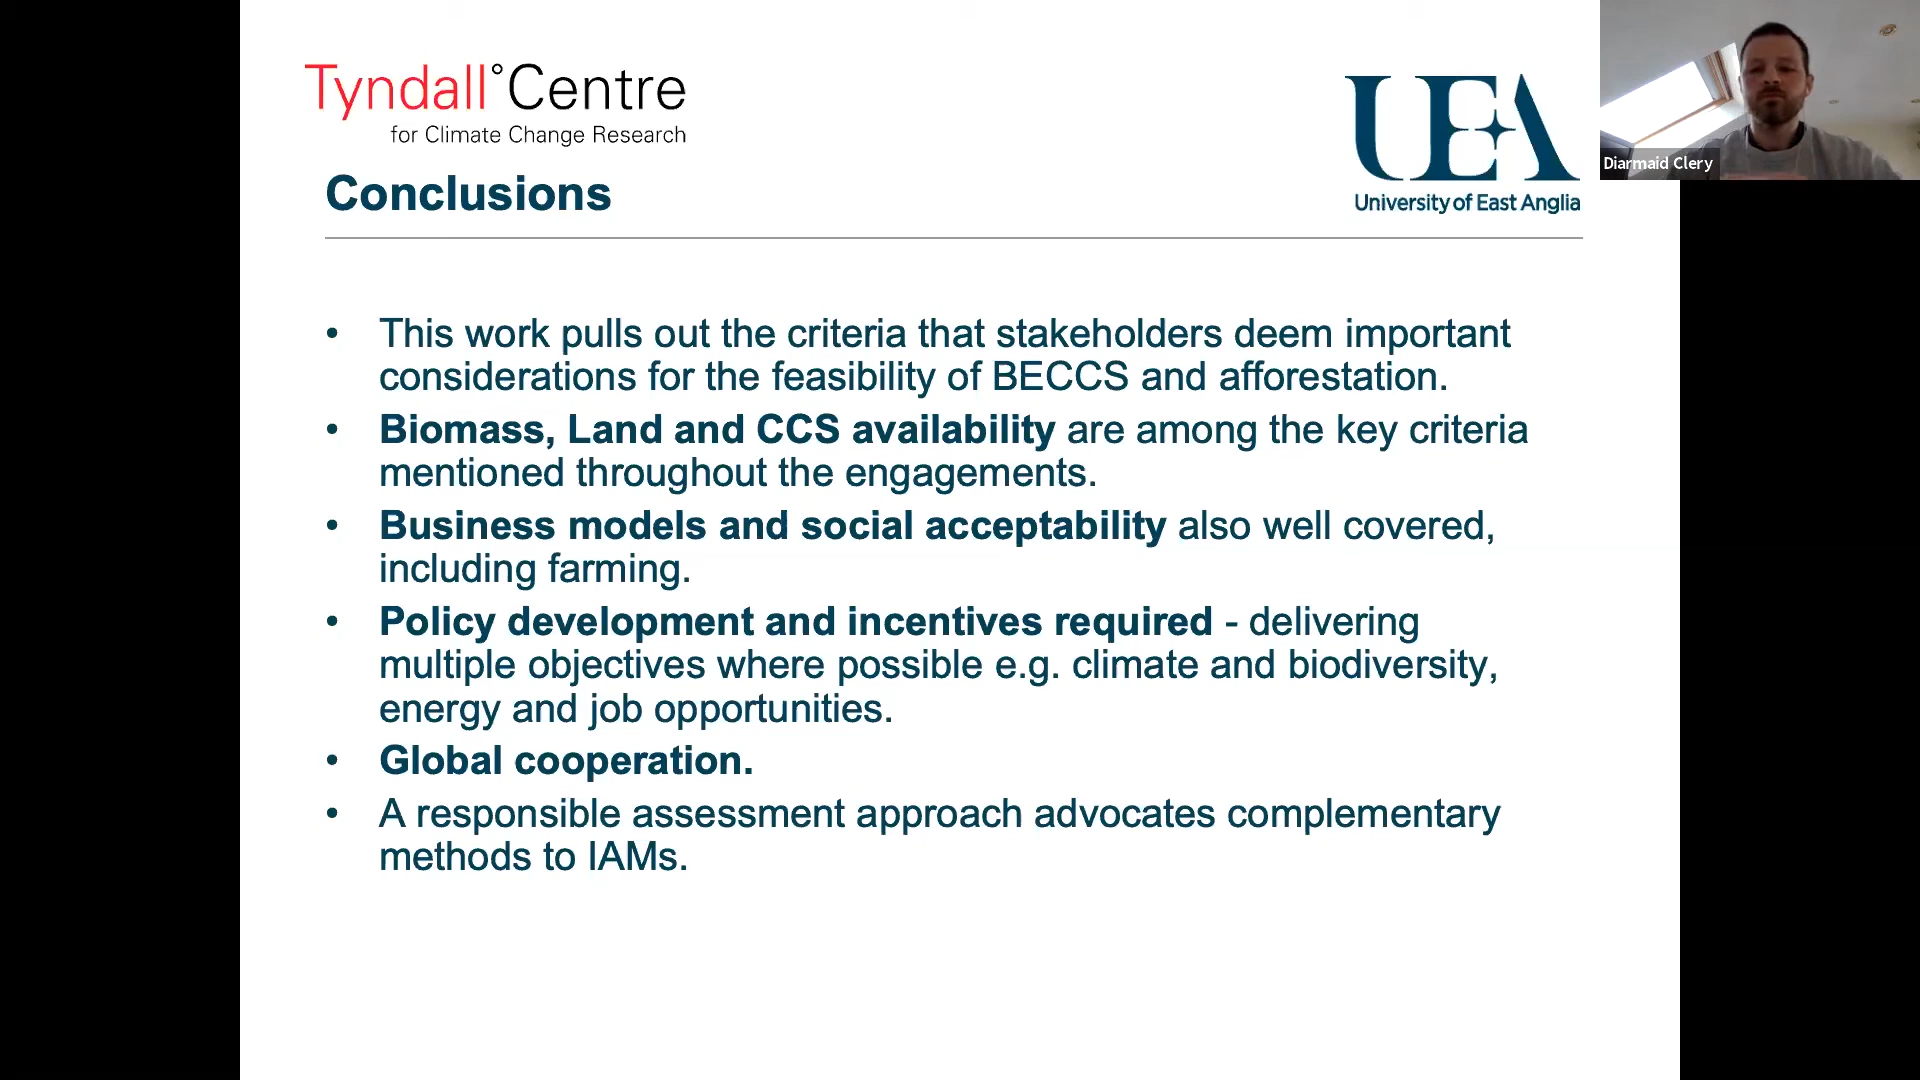 Tyndall°Centre
for Climate Change Research
UEA
University of East Anglia
Diarmaid Clery
Conclusions
• This work pulls out the criteria that stakeholders deem important
considerations for the feasibility of BECCS and afforestation.
• Biomass, Land and CCS availability are among the key criteria
mentioned throughout the engagements.
• Business models and social acceptability also well covered,
including farming.
• Policy development and incentives required - delivering
multiple objectives where possible e.g. climate and biodiversity,
energy and job opportunities.
• Global cooperation.
• A responsible assessment approach advocates complementary
methods to IAMs.